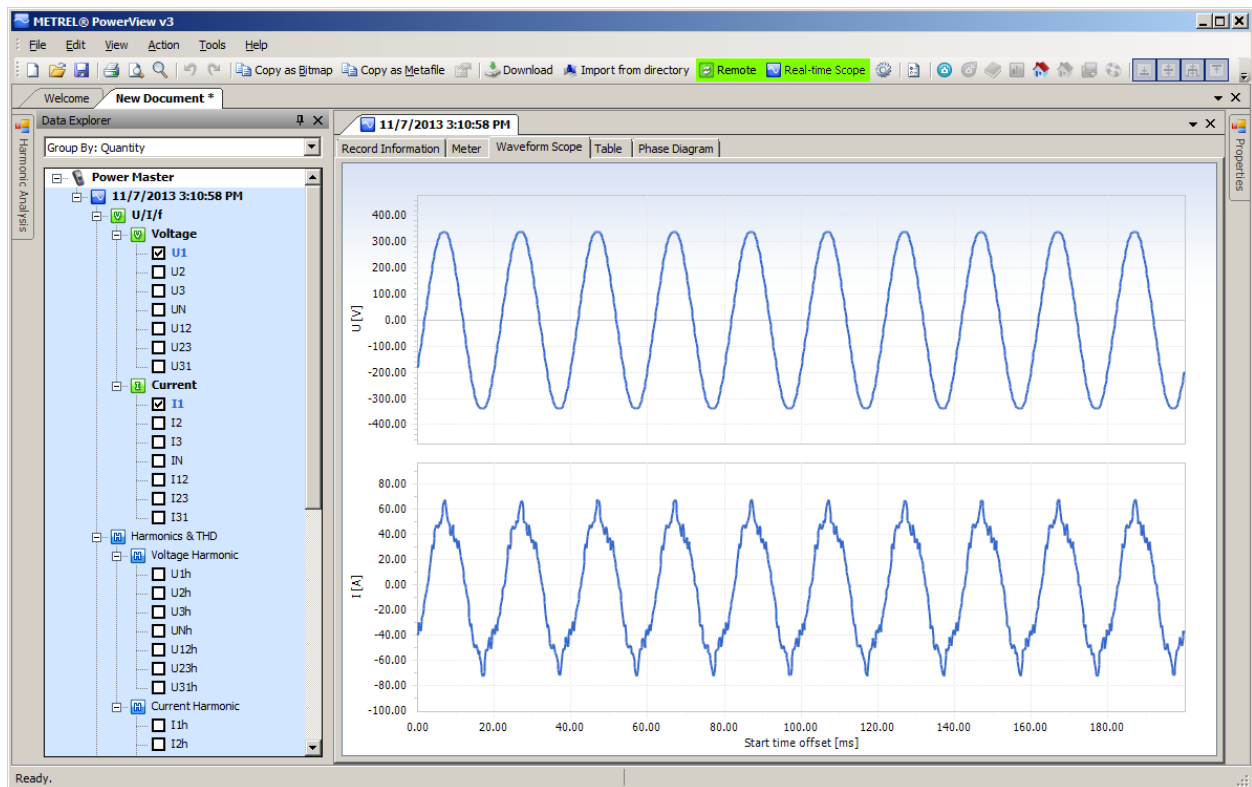 METREL® PowerView v3
File Edit View Action Tools Help
Copy as Bitmap Copy as Metafile Download Import from directory Remote Real-time Scope
Welcome New Document *
Harmonic Analysis
Data Explorer
Group By: Quantity
Power Master
11/7/2013 3:10:58 PM
U/I/f
Voltage
U1
U2
U3
UN
U12
U23
U31
Current
I1
I2
I3
IN
I12
I23
I31
Harmonics & THD
Voltage Harmonic
U1h
U2h
U3h
UNh
U12h
U23h
U31h
Current Harmonic
I1h
I2h
11/7/2013 3:10:58 PM
Record Information Meter Waveform Scope Table Phase Diagram
U [V]
400.00
300.00
200.00
100.00
0.00
-100.00
-200.00
-300.00
-400.00
I [A]
80.00
60.00
40.00
20.00
0.00
-20.00
-40.00
-60.00
-80.00
-100.00
0.00 20.00 40.00 60.00 80.00 100.00 120.00 140.00 160.00 180.00
Start time offset [ms]
Properties
Ready.